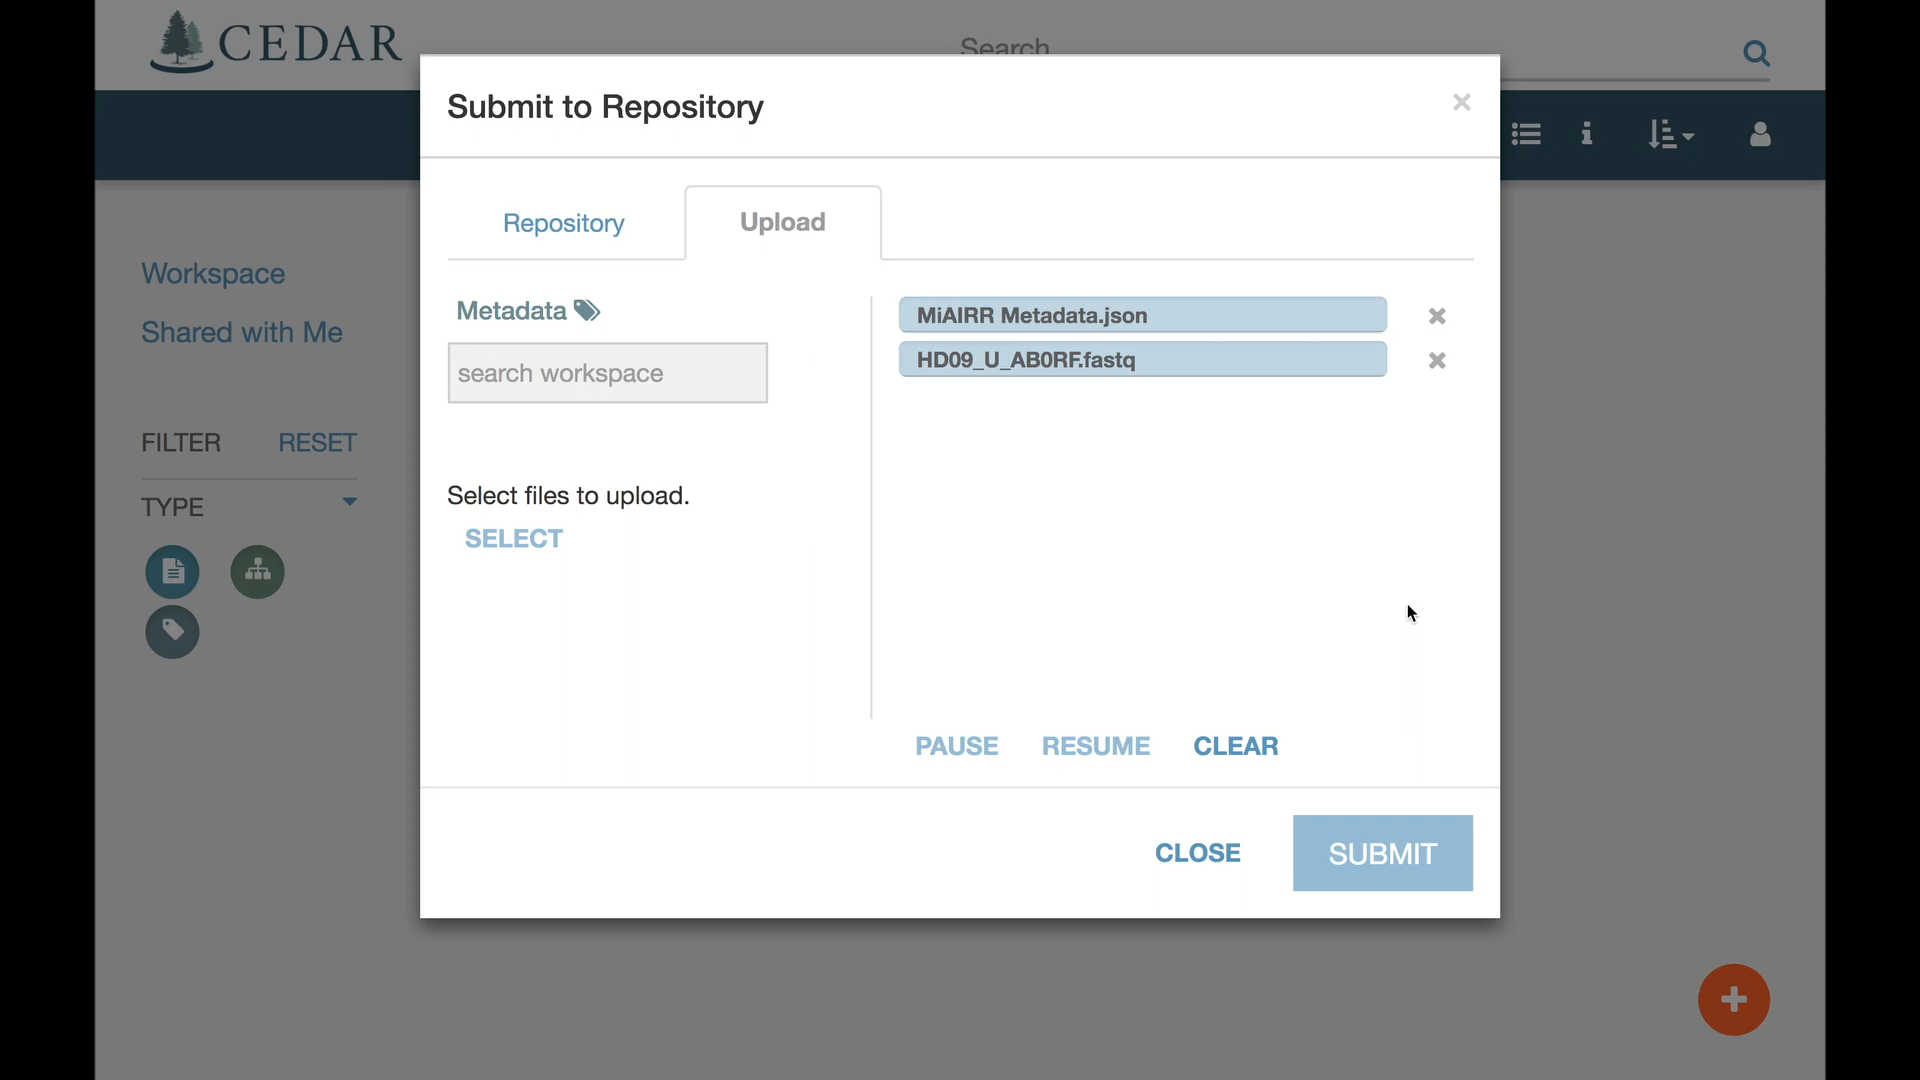 CEDAR
Search
Submit to Repository
Repository
Upload
Workspace
Shared with Me
FILTER
RESET
TYPE
Metadata
search workspace
Select files to upload.
SELECT
MiAIRR Metadata.json
HD09_U_AB0RF.fastq
PAUSE
RESUME
CLEAR
CLOSE
SUBMIT